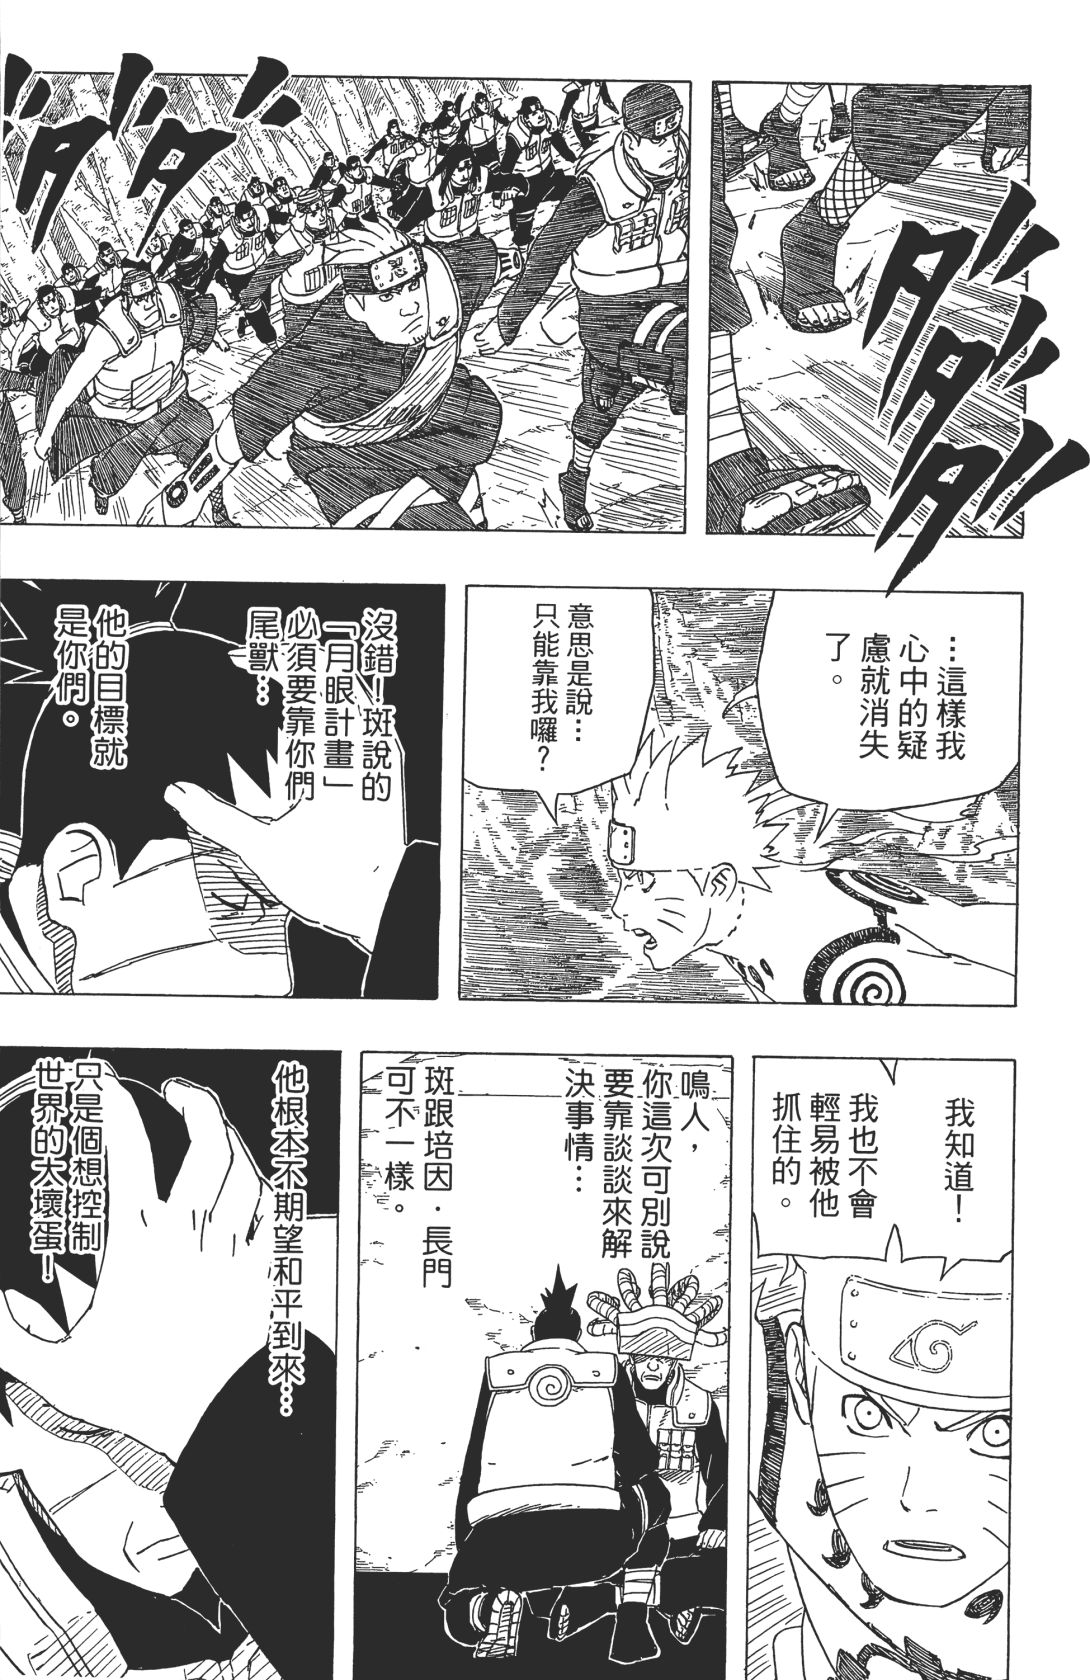 ダダダ
ダダ
…這樣我
心中的疑
慮就消失
了。
意思是說…
只能靠我囉？
沒錯！斑說的
「月眼計畫」
必須要靠你們
尾獸…
他的目標就
是你們。
我知道！
我也不會
輕易被他
抓住的。
鳴人，
你這次可別說
要靠談談來解
決事情…
斑跟培因．長門
可不一樣。
他根本不期望和平到來…
只是個想控制
世界的大壞蛋！